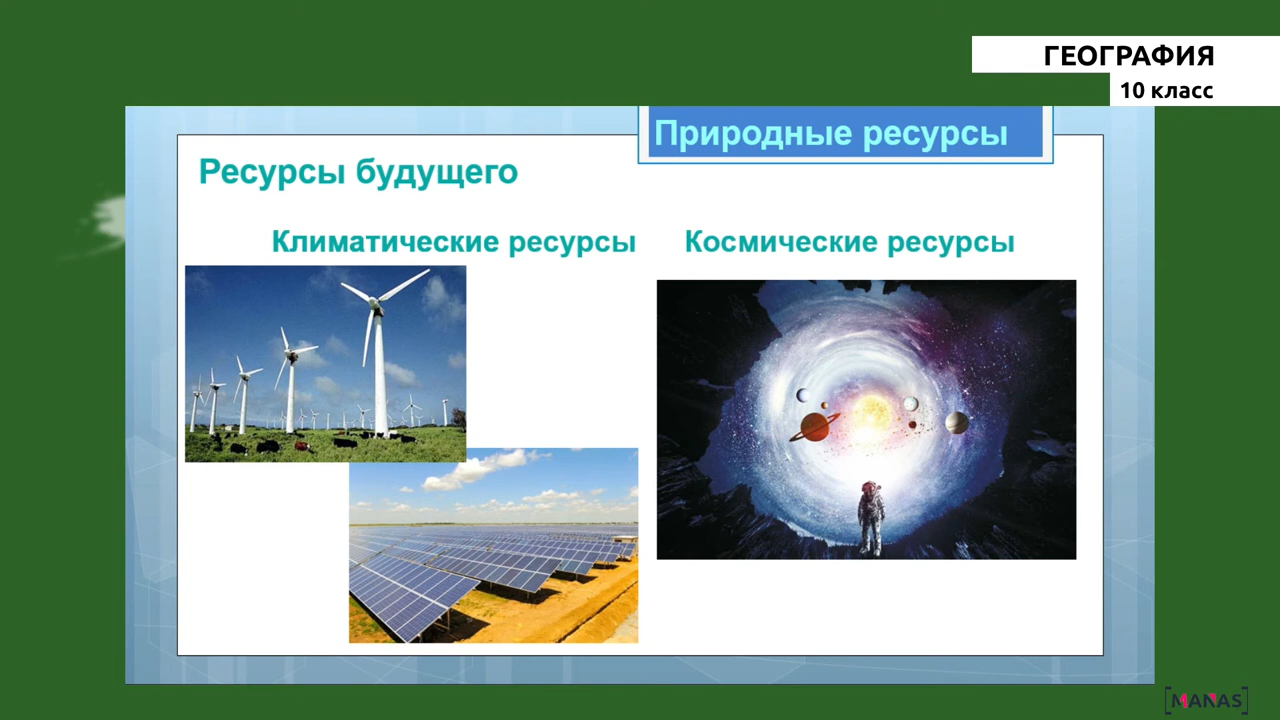 ГЕОГРАФИЯ
10 класс
Природные ресурсы
Ресурсы будущего
Климатические ресурсы
Космические ресурсы
[MANAS]